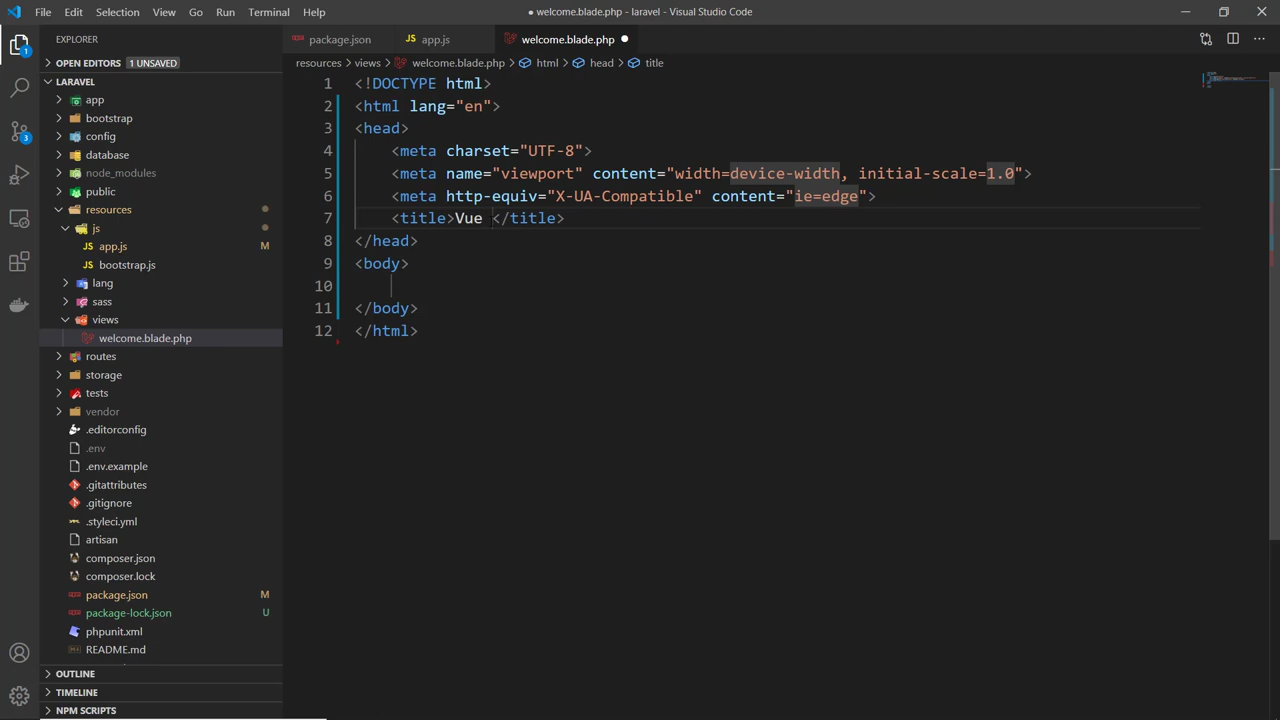 File Edit Selection View Go Run Terminal Help
● welcome.blade.php - laravel - Visual Studio Code
EXPLORER
OPEN EDITORS 1 UNSAVED
LARAVEL
app
bootstrap
config
database
node_modules
public
resources
js
app.js M
bootstrap.js
lang
sass
views
welcome.blade.php
routes
storage
tests
vendor
.editorconfig
.env
.env.example
.gitattributes
.gitignore
.styleci.yml
artisan
composer.json
composer.lock
package.json M
package-lock.json U
phpunit.xml
README.md
OUTLINE
TIMELINE
NPM SCRIPTS
1
3
package.json
JS app.js
welcome.blade.php ●
resources > views > welcome.blade.php > html > head > title
1 <!DOCTYPE html>
2 <html lang="en">
3 <head>
4 <meta charset="UTF-8">
5 <meta name="viewport" content="width=device-width, initial-scale=1.0">
6 <meta http-equiv="X-UA-Compatible" content="ie=edge">
7 <title>Vue </title>
8 </head>
9 <body>
10
11 </body>
12 </html>